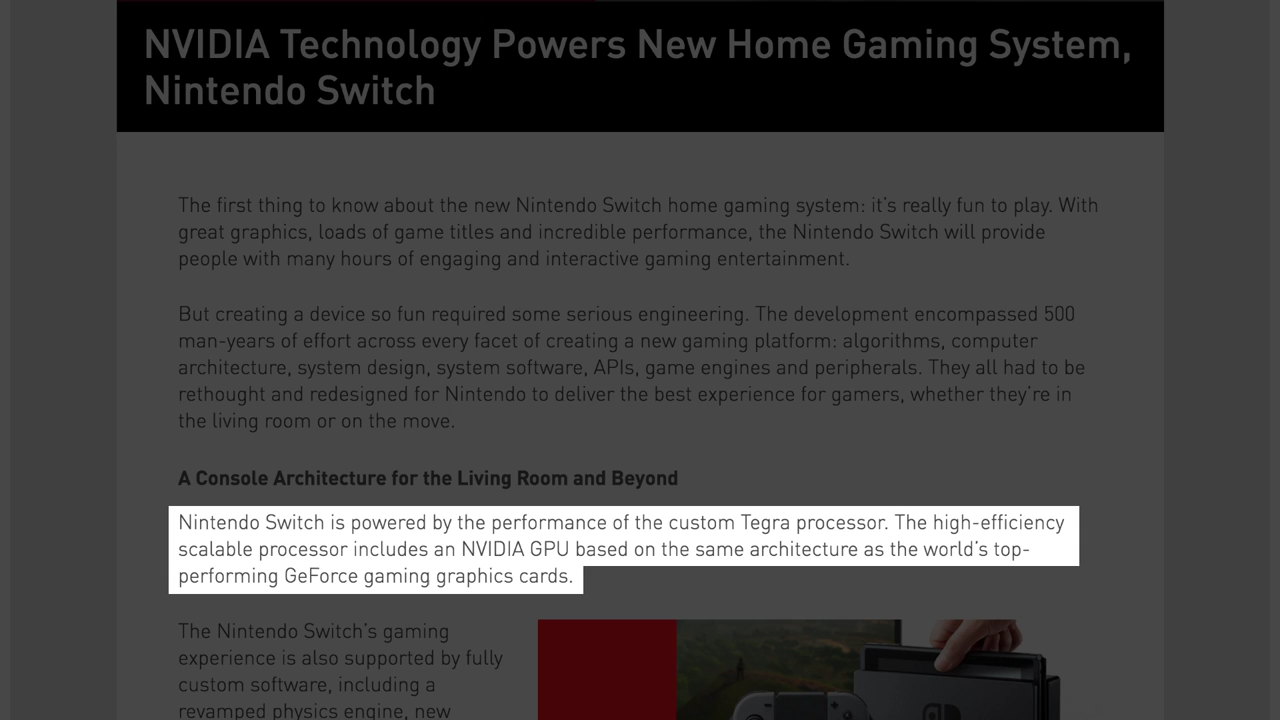 NVIDIA Technology Powers New Home Gaming System,
Nintendo Switch
The first thing to know about the new Nintendo Switch home gaming system: it's really fun to play. With
great graphics, loads of game titles and incredible performance, the Nintendo Switch will provide
people with many hours of engaging and interactive gaming entertainment.
But creating a device so fun required some serious engineering. The development encompassed 500
man-years of effort across every facet of creating a new gaming platform: algorithms, computer
architecture, system design, system software, APIs, game engines and peripherals. They all had to be
rethought and redesigned for Nintendo to deliver the best experience for gamers, whether they're in
the living room or on the move.
A Console Architecture for the Living Room and Beyond
Nintendo Switch is powered by the performance of the custom Tegra processor. The high-efficiency
scalable processor includes an NVIDIA GPU based on the same architecture as the world's top-
performing GeForce gaming graphics cards.
The Nintendo Switch's gaming
experience is also supported by fully
custom software, including a
revamped physics engine, new